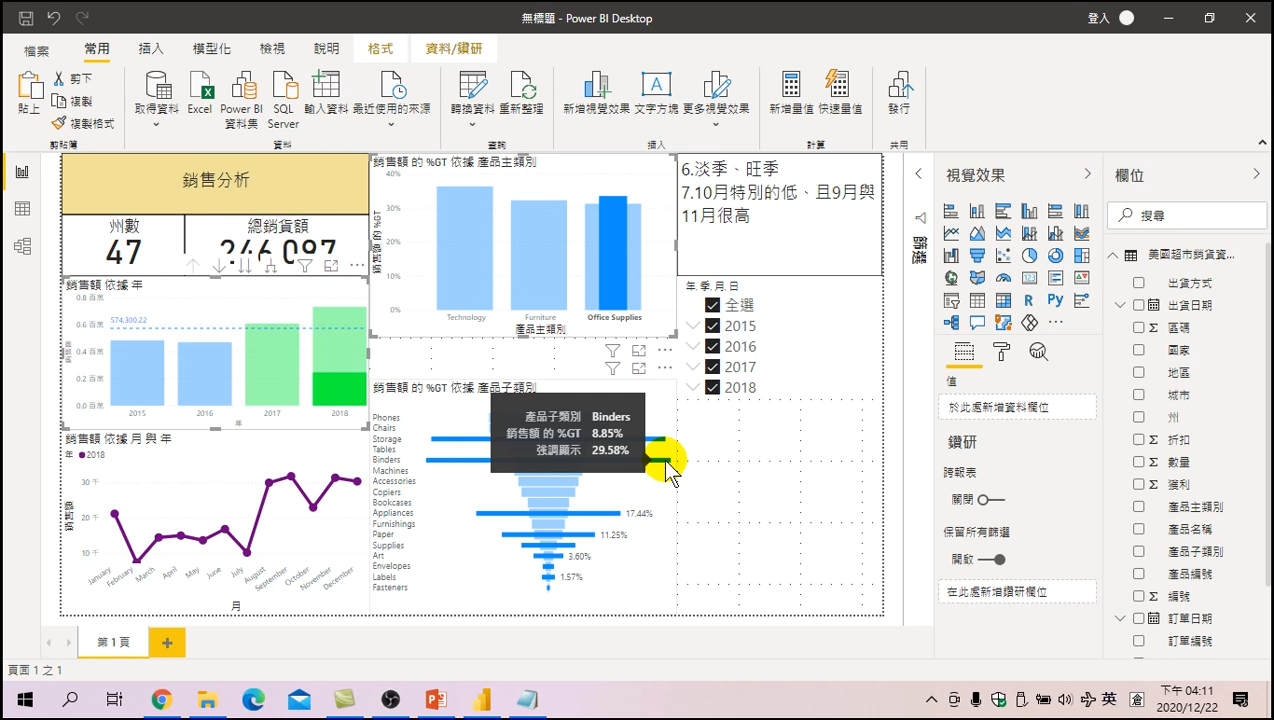 無標題 - Power BI Desktop
登入
檔案 常用 插入 模型化 檢視 說明 格式 資料/鑽研
貼上
剪下
複製
複製格式
剪貼簿
取得資料
Excel
Power BI 資料集
SQL Server
輸入資料
最近使用的來源
資料
轉換資料
重新整理
查詢
新增視覺效果
文字方塊
更多視覺效果
插入
新增量值
快速量值
計算
發行
共用
銷售分析
州數
47
總銷貨額
246,097
銷售額 依據 年
0.8 百萬
0.6 百萬
0.4 百萬
0.2 百萬
0.0 百萬
574,300.22
銷售額
2015 2016 2017 2018
年
銷售額 依據 月 與 年
年 2018
30 千
20 千
10 千
銷售額
January February March April May June July August September October November December
月
銷售額 的 %GT 依據 產品主類別
40%
30%
20%
10%
0%
銷售額的 %GT
Technology Furniture Office Supplies
產品主類別
銷售額 的 %GT 依據 產品子類別
Phones
Chairs
Storage
Tables
Binders
Machines
Accessories
Copiers
Bookcases
Appliances 17.44%
Furnishings
Paper 11.25%
Supplies
Art 3.60%
Envelopes
Labels 1.57%
Fasteners
產品子類別 Binders
銷售額 的 %GT 8.85%
強調顯示 29.58%
6.淡季、旺季
7.10月特別的低、且9月與
11月很高
年, 季, 月, 日
全選
2015
2016
2017
2018
篩選
視覺效果
R Py
值
於此處新增資料欄位
鑽研
跨報表
關閉
保留所有篩選
開啟
在此處新增鑽研欄位
欄位
搜尋
美國超市銷貨資...
出貨方式
出貨日期
區碼
國家
地區
城市
州
折扣
數量
獲利
產品主類別
產品名稱
產品子類別
產品編號
編號
訂單日期
訂單編號
第 1 頁
頁面 1 之 1
英
倉
下午 04:11
2020/12/22